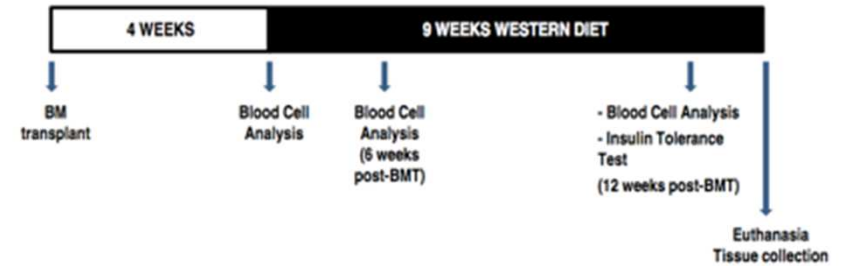 4 WEEKS
9 WEEKS WESTERN DIET
BM
transplant
Blood Cell
Analysis
Blood Cell
Analysis
(6 weeks
post-BMT)
- Blood Cell Analysis
- Insulin Tolerance
Test
(12 weeks post-BMT)
Euthanasia
Tissue collection